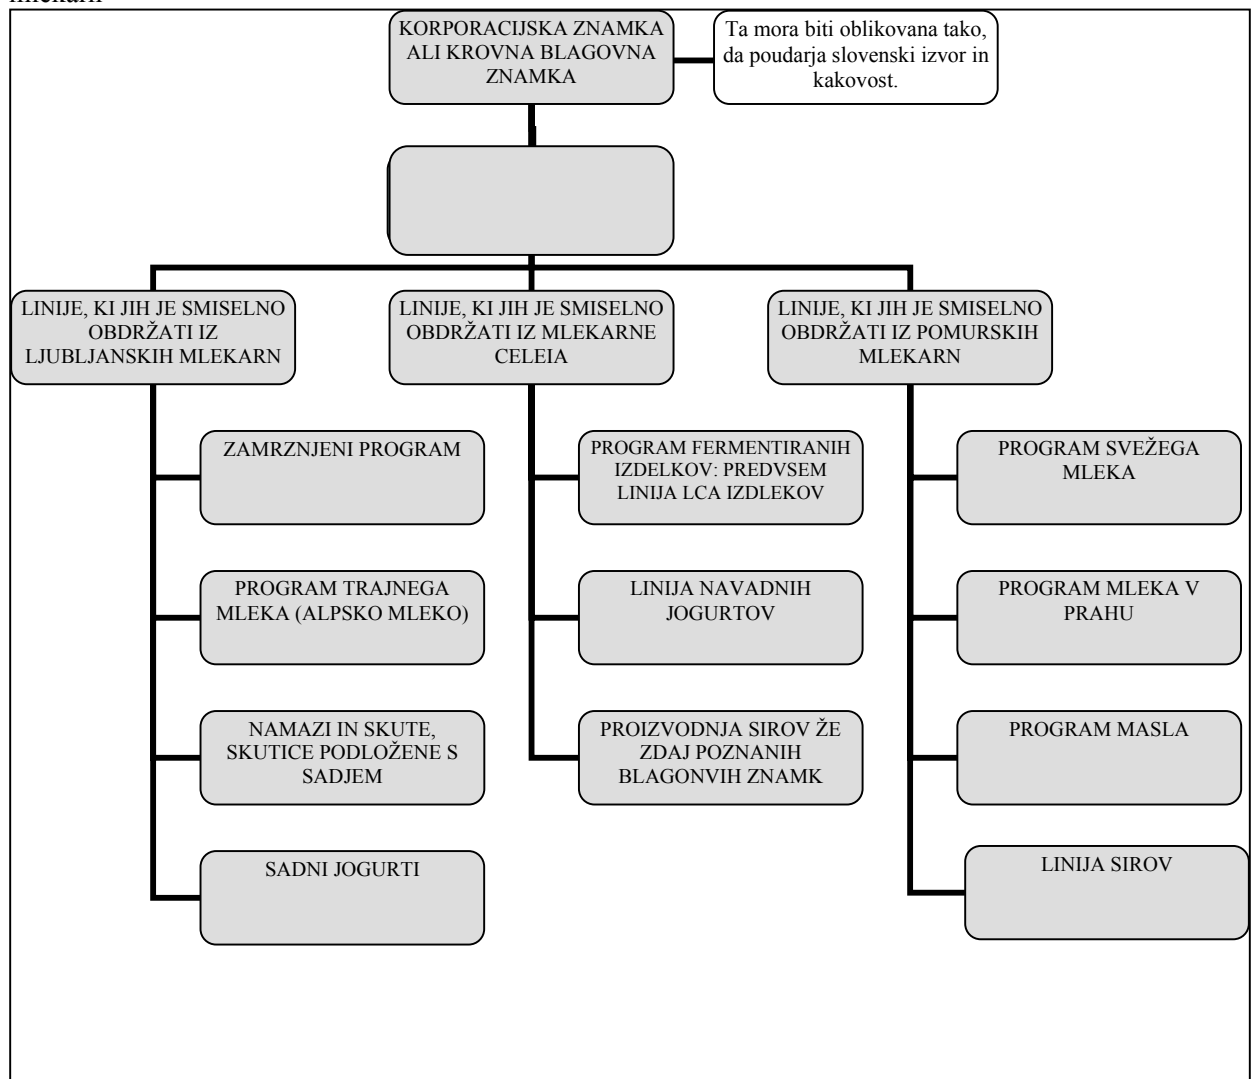 KORPORACIJSKA ZNAMKA
ALI KROVNA BLAGOVNA
ZNAMKA
Ta mora biti oblikovana tako,
da poudarja slovenski izvor in
kakovost.
LINIJE, KI JIH JE SMISELNO
OBDRŽATI IZ
LJUBLJANSKIH MLEKARN
ZAMRZNJENI PROGRAM
PROGRAM TRAJNEGA
MLEKA (ALPSKO MLEKO)
NAMAZI IN SKUTE,
SKUTICE PODLOŽENE S
SADJEM
SADNI JOGURTI
LINIJE, KI JIH JE SMISELNO
OBDRŽATI IZ MLEKARNE
CELEIA
PROGRAM FERMENTIRANIH
IZDELKOV: PREDVSEM
LINIJA LCA IZDLEKOV
LINIJA NAVADNIH
JOGURTOV
PROIZVODNJA SIROV ŽE
ZDAJ POZNANIH
BLAGONVIH ZNAMK
LINIJE, KI JIH JE SMISELNO
OBDRŽATI IZ POMURSKIH
MLEKARN
PROGRAM SVEŽEGA
MLEKA
PROGRAM MLEKA V
PRAHU
PROGRAM MASLA
LINIJA SIROV